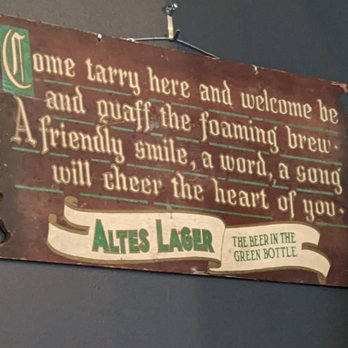 Come tarry here and welcome be
and quaff the foaming brew.
A friendly smile, a word, a song
will cheer the heart of you.
ALTES LAGER
THE BEER IN THE
GREEN BOTTLE